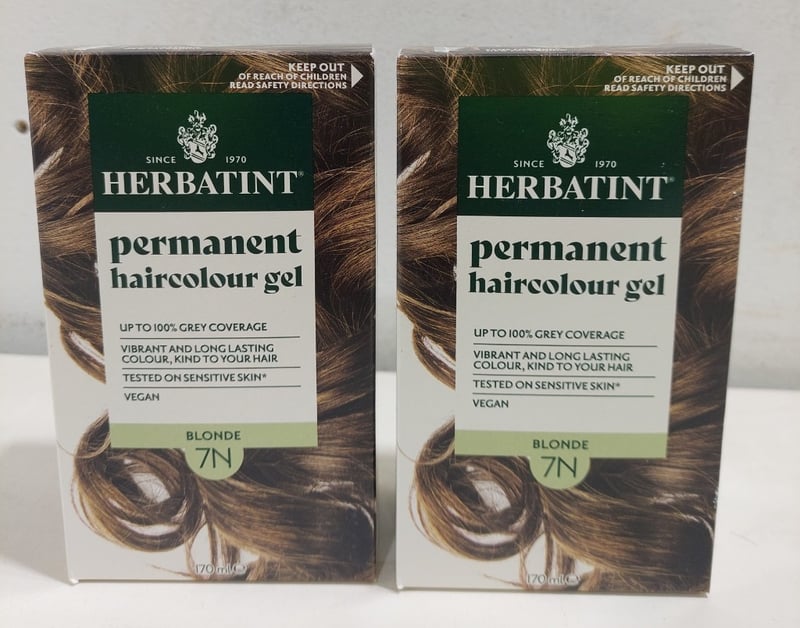 KEEP OUT
OF REACH OF CHILDREN
READ SAFETY DIRECTIONS
SINCE 1970
HERBATINT®
permanent
haircolour gel
UP TO 100% GREY COVERAGE
VIBRANT AND LONG LASTING
COLOUR, KIND TO YOUR HAIR
TESTED ON SENSITIVE SKIN*
VEGAN
BLONDE
7N
170 ml e
KEEP OUT
OF REACH OF CHILDREN
READ SAFETY DIRECTIONS
SINCE 1970
HERBATINT®
permanent
haircolour gel
UP TO 100% GREY COVERAGE
VIBRANT AND LONG LASTING
COLOUR, KIND TO YOUR HAIR
TESTED ON SENSITIVE SKIN*
VEGAN
BLONDE
7N
170 ml e